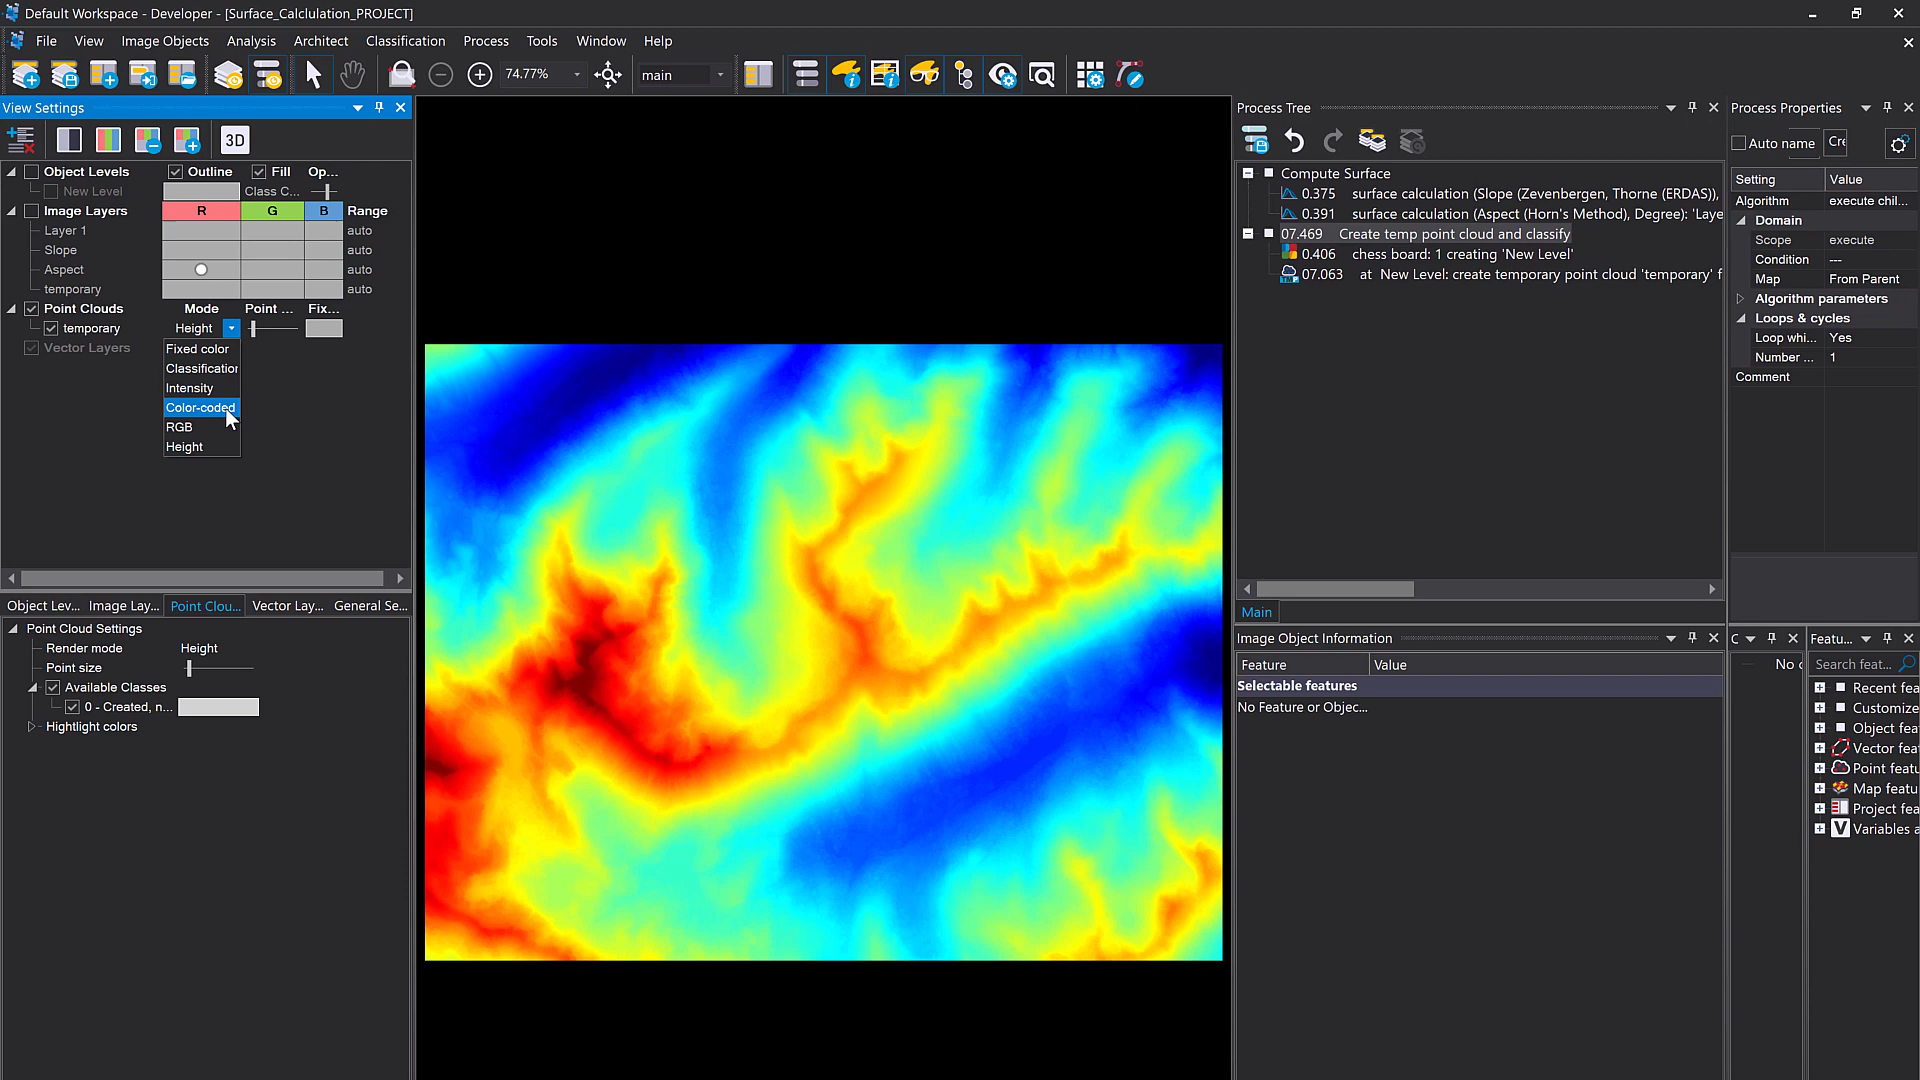 Default Workspace - Developer - [Surface_Calclulation_PROJECT]
File View Image Objects Analysis Architect Classification Process Tools Window Help
74.77% main
View Settings
3D
Object Levels Outline Fill Op...
New Level Class C...
Image Layers R G B Range
Layer 1 auto
Slope auto
Aspect auto
temporary auto
Point Clouds Mode Point ... Fix...
temporary Height
Vector Layers
Fixed color
Classification
Intensity
Color-coded
RGB
Height
Object Lev... Image Lay... Point Clou... Vector Lay... General Se...
Point Cloud Settings
Render mode Height
Point size
Available Classes
0 - Created, n...
Hightlight colors
Process Tree
Compute Surface
0.375 surface calculation (Slope (Zevenbergen, Thorne (ERDAS)),
0.391 surface calculation (Aspect (Horn's Method), Degree): 'Laye
07.469 Create temp point cloud and classify
0.406 chess board: 1 creating 'New Level'
07.063 at New Level: create temporary point cloud 'temporary' f
Main
Process Properties
Auto name Cre
Setting Value
Algorithm execute chil...
Domain
Scope execute
Condition ---
Map From Parent
Algorithm parameters
Loops & cycles
Loop whi... Yes
Number ... 1
Comment
Image Object Information
Feature Value
Selectable features
No Feature or Objec...
C
No c
Featu...
Search feat...
Recent fea
Customize
Object fea
Vector fea
Point featu
Map featu
Project fea
V Variables a